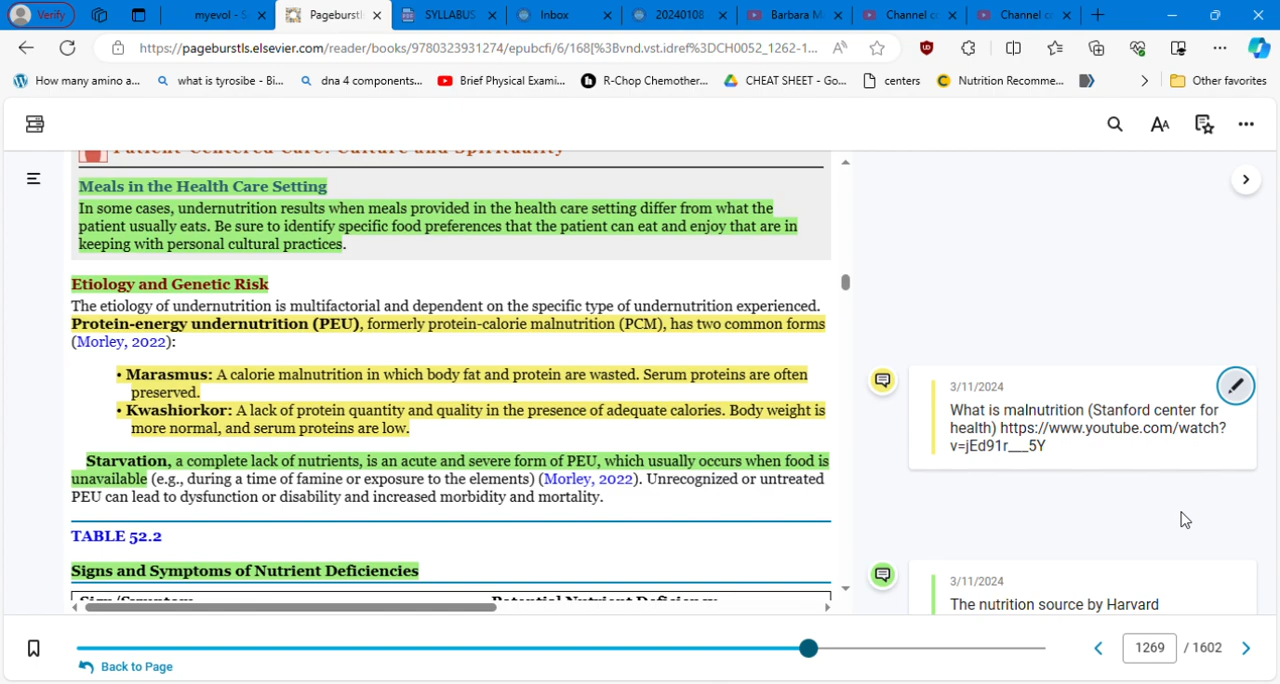 Verify
myevol - S
Pageburstl
SYLLABUS
Inbox
20240108
Barbara M
Channel c
Channel c
https://pageburstls.elsevier.com/reader/books/9780323931274/epubcfi/6/168[%3Bvnd.vst.idref%3DCH0052_1262-1...
How many amino a...
what is tyrosibe - Bi...
dna 4 components...
Brief Physical Exami...
R-Chop Chemother...
CHEAT SHEET - Go...
centers
Nutrition Recomme...
Other favorites
Patient-Centered Care: Culture and Spirituality
Meals in the Health Care Setting
In some cases, undernutrition results when meals provided in the health care setting differ from what the
patient usually eats. Be sure to identify specific food preferences that the patient can eat and enjoy that are in
keeping with personal cultural practices.
Etiology and Genetic Risk
The etiology of undernutrition is multifactorial and dependent on the specific type of undernutrition experienced.
Protein-energy undernutrition (PEU), formerly protein-calorie malnutrition (PCM), has two common forms
(Morley, 2022):
• Marasmus: A calorie malnutrition in which body fat and protein are wasted. Serum proteins are often
preserved.
• Kwashiorkor: A lack of protein quantity and quality in the presence of adequate calories. Body weight is
more normal, and serum proteins are low.
Starvation, a complete lack of nutrients, is an acute and severe form of PEU, which usually occurs when food is
unavailable (e.g., during a time of famine or exposure to the elements) (Morley, 2022). Unrecognized or untreated
PEU can lead to dysfunction or disability and increased morbidity and mortality.
TABLE 52.2
Signs and Symptoms of Nutrient Deficiencies
Sign/Symptom Potential Nutrient Deficiency
3/11/2024
What is malnutrition (Stanford center for
health) https://www.youtube.com/watch?
v=jEd91r___5Y
3/11/2024
The nutrition source by Harvard
1269 / 1602
Back to Page